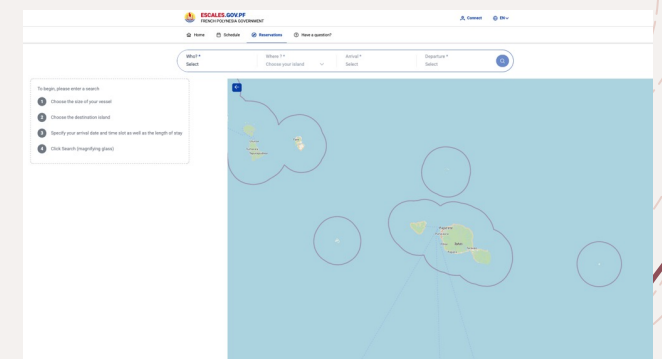 ESCALES.GOV.PF
FRENCH POLYNESIA GOVERNMENT
Connect
EN
Home
Schedule
Reservations
Have a question?
Who? *
Select
Where ? *
Choose your island
Arrival *
Select
Departure *
Select
To begin, please enter a search
1 Choose the size of your vessel
2 Choose the destination island
3 Specify your arrival date and time slot as well as the length of stay
4 Click Search (magnifying glass)
Papeete